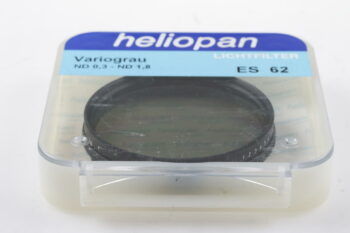 heliopan
LICHTFILTER
Variograu
ND 0,3 - ND 1,8
ES 62